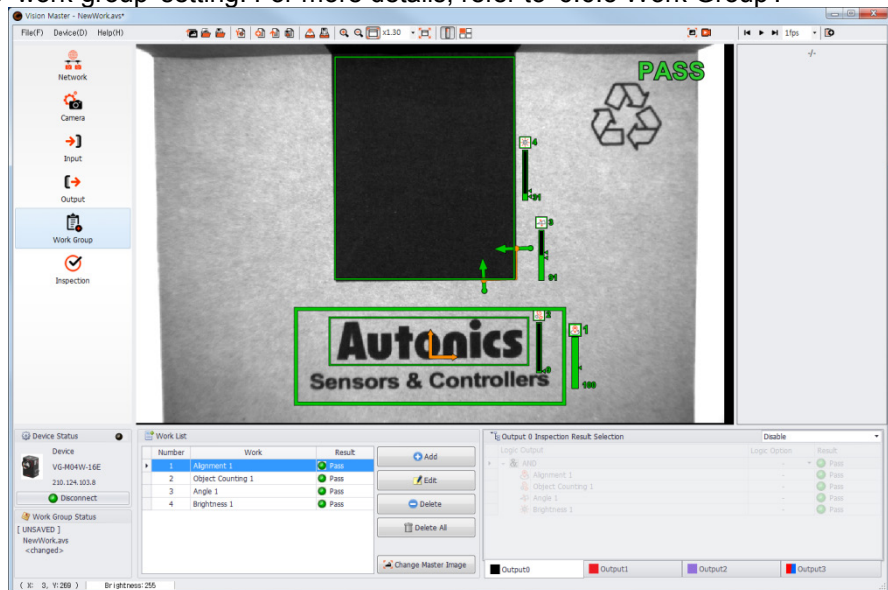 work group' setting. For more details, refer to
Vision Master - NewWork.avs*
File(F) Device(D) Help(H)
x1.30
1fps
Network
Camera
Input
Output
Work Group
Inspection
PASS
-/-
4
91
3
91
2
0
1
100
Autonics
Sensors & Controllers
Device Status
Device
VG-M04W-16E
210.124.103.8
Disconnect
Work Group Status
[ UNSAVED ]
NewWork.avs
<changed>
Work List
Number Work Result
1 Alignment 1 Pass
2 Object Counting 1 Pass
3 Angle 1 Pass
4 Brightness 1 Pass
Add
Edit
Delete
Delete All
Change Master Image
Output 0 Inspection Result Selection Disable
Logic Output Logic Option Result
- & AND - Pass
Alignment 1 - Pass
Object Counting 1 - Pass
Angle 1 - Pass
Brightness 1 - Pass
Output0 Output1 Output2 Output3
( X: 3, Y:269 ) Brightness:255